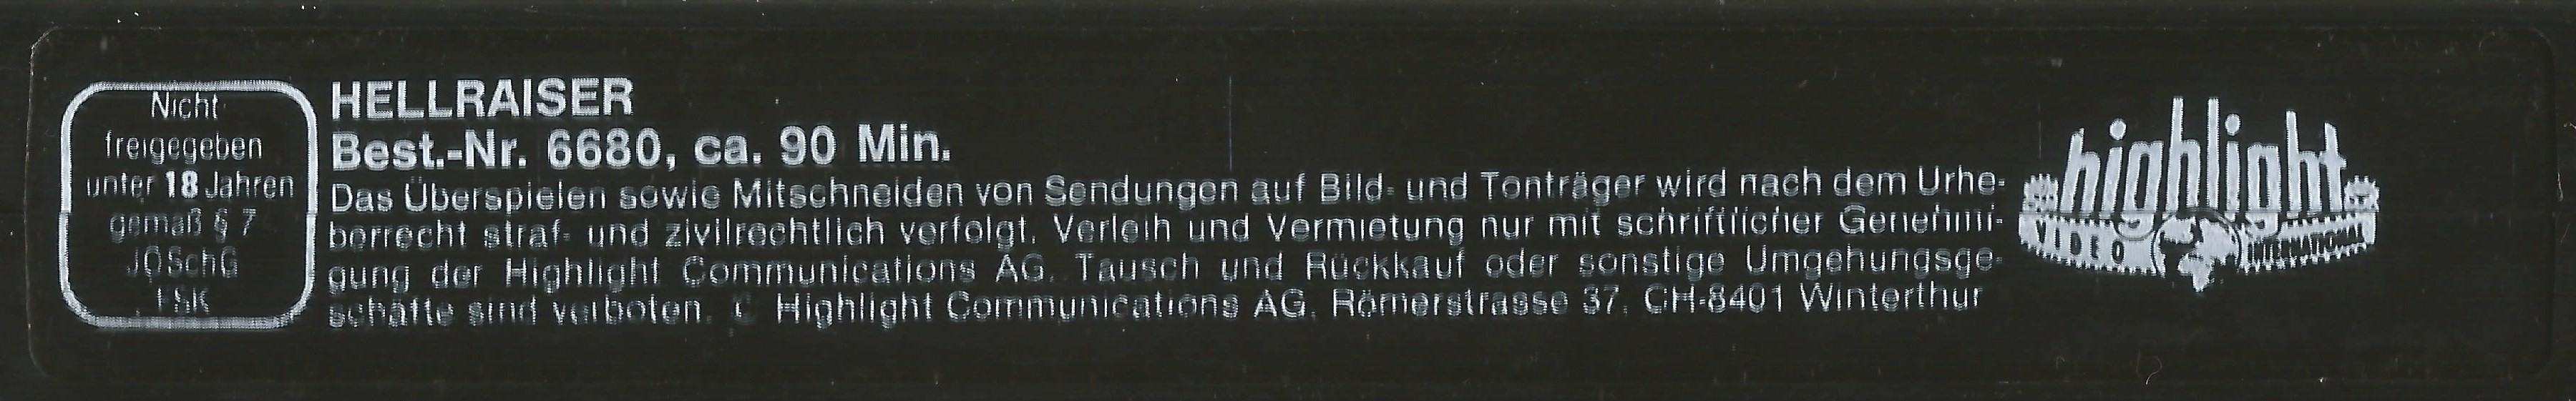 Nicht
freigegeben
unter 18 Jahren
gemäß § 7
JÖSchG
FSK
HELLRAISER
Best.-Nr. 6680, ca. 90 Min.
Das Überspielen sowie Mitschneiden von Sendungen auf Bild- und Tonträger wird nach dem Urhe-
berrecht straf- und zivilrechtlich verfolgt. Verleih und Vermietung nur mit schriftlicher Genehmi-
gung der Highlight Communications AG. Tausch und Rückkauf oder sonstige Umgehungsge-
schäfte sind verboten. © Highlight Communications AG, Römerstrasse 37, CH-8401 Winterthur
highlight
VIDEO INTERNATIONAL